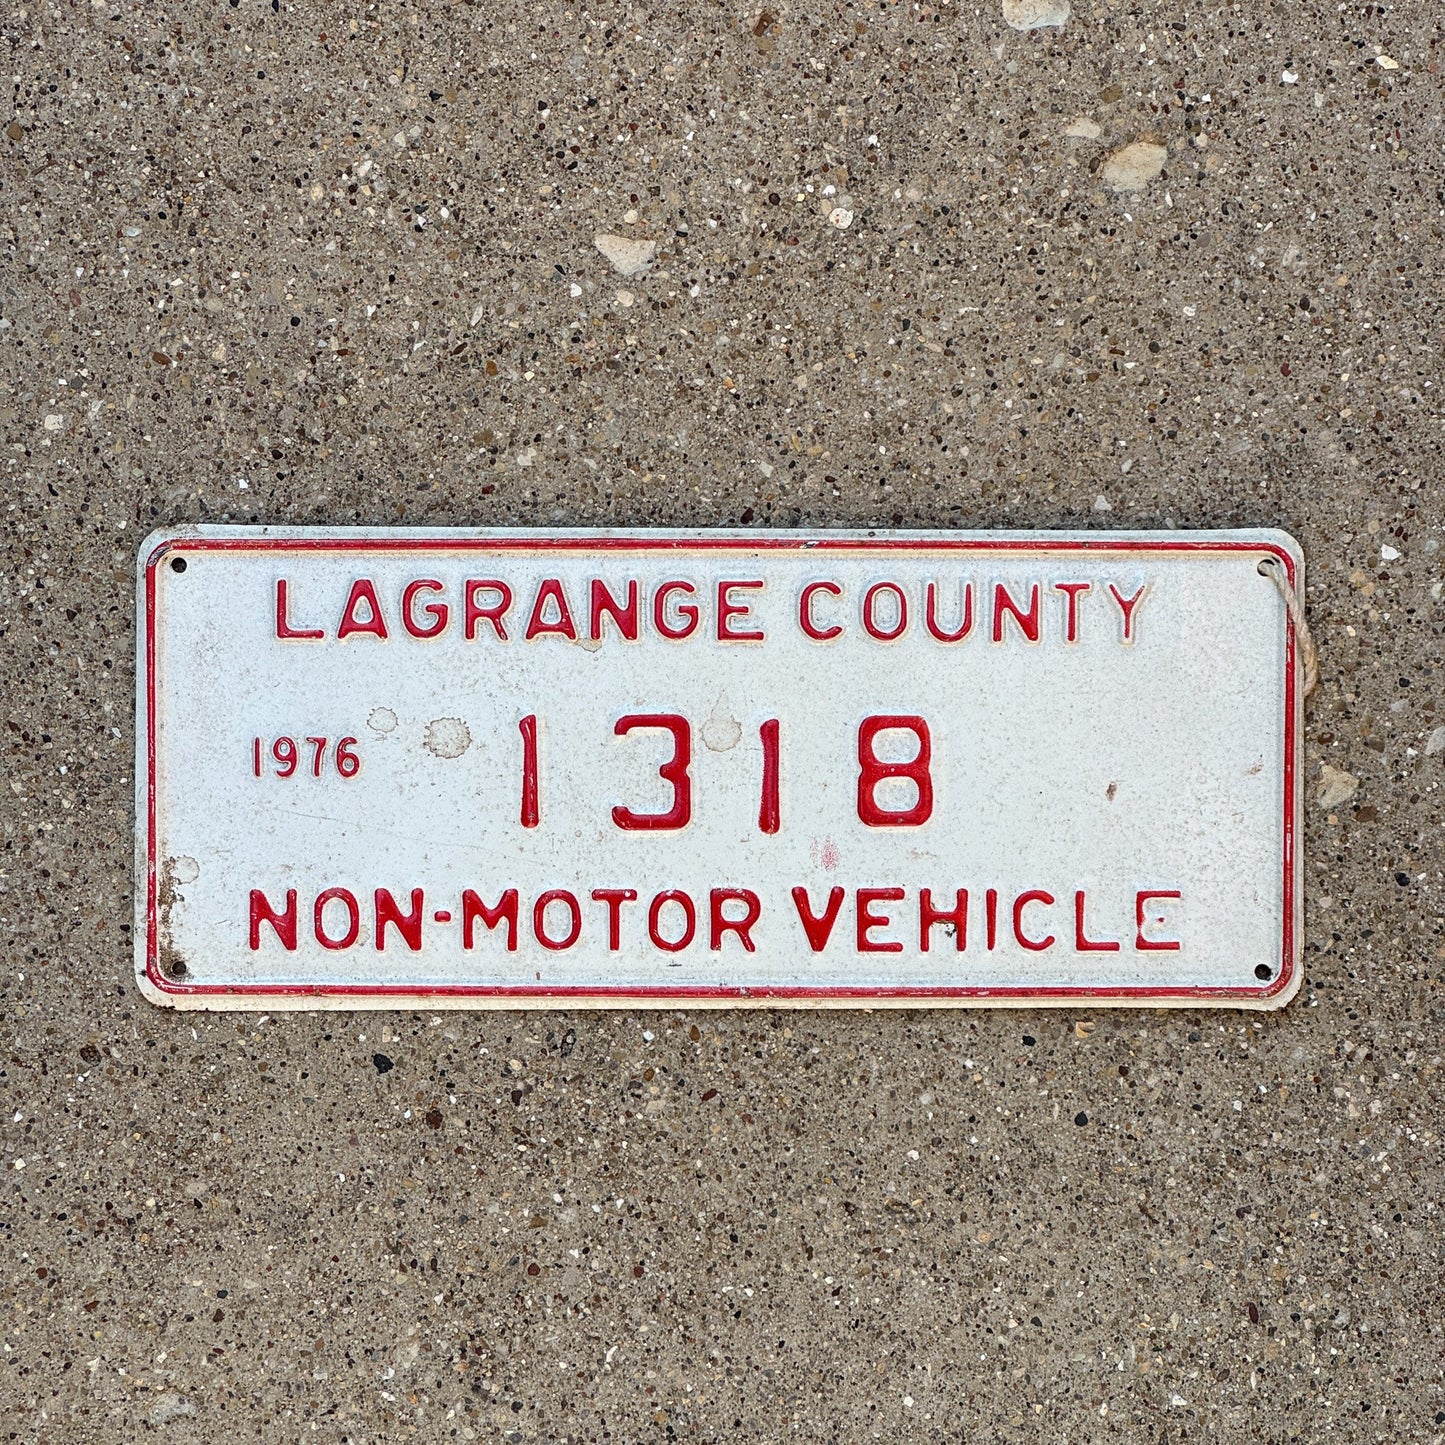 LAGRANGE COUNTY
1976 1318
NON-MOTOR VEHICLE